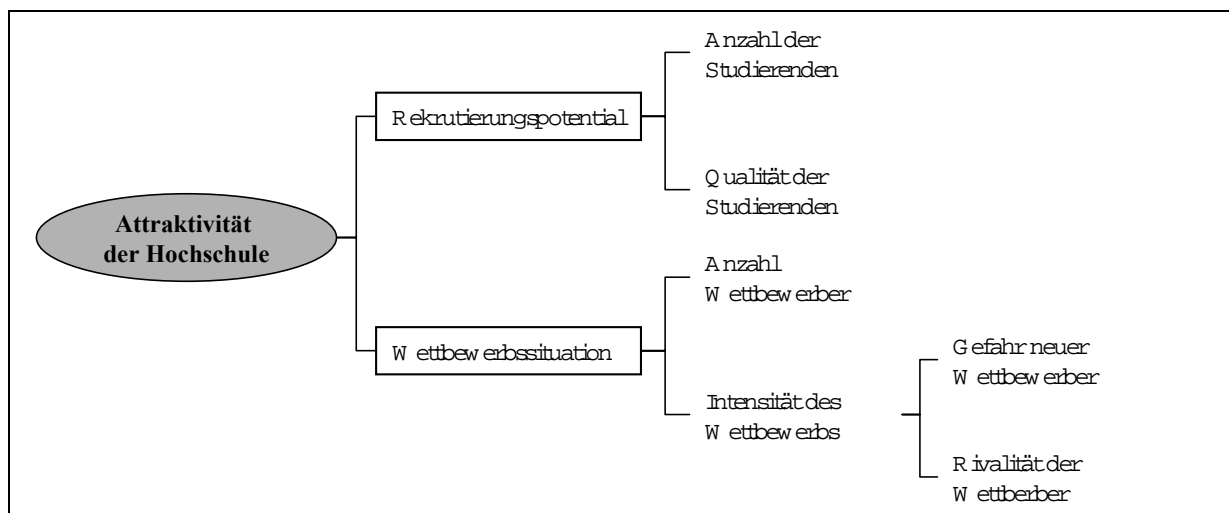 Anzahl der
Studierenden
Rekrutierungspotential
Qualität der
Studierenden
Attraktivität
der Hochschule
Anzahl
Wettbewerber
Wettbewerbssituation
Gefahr neuer
Wettbewerber
Intensität des
Wettbewerbs
Rivalität der
Wettberber